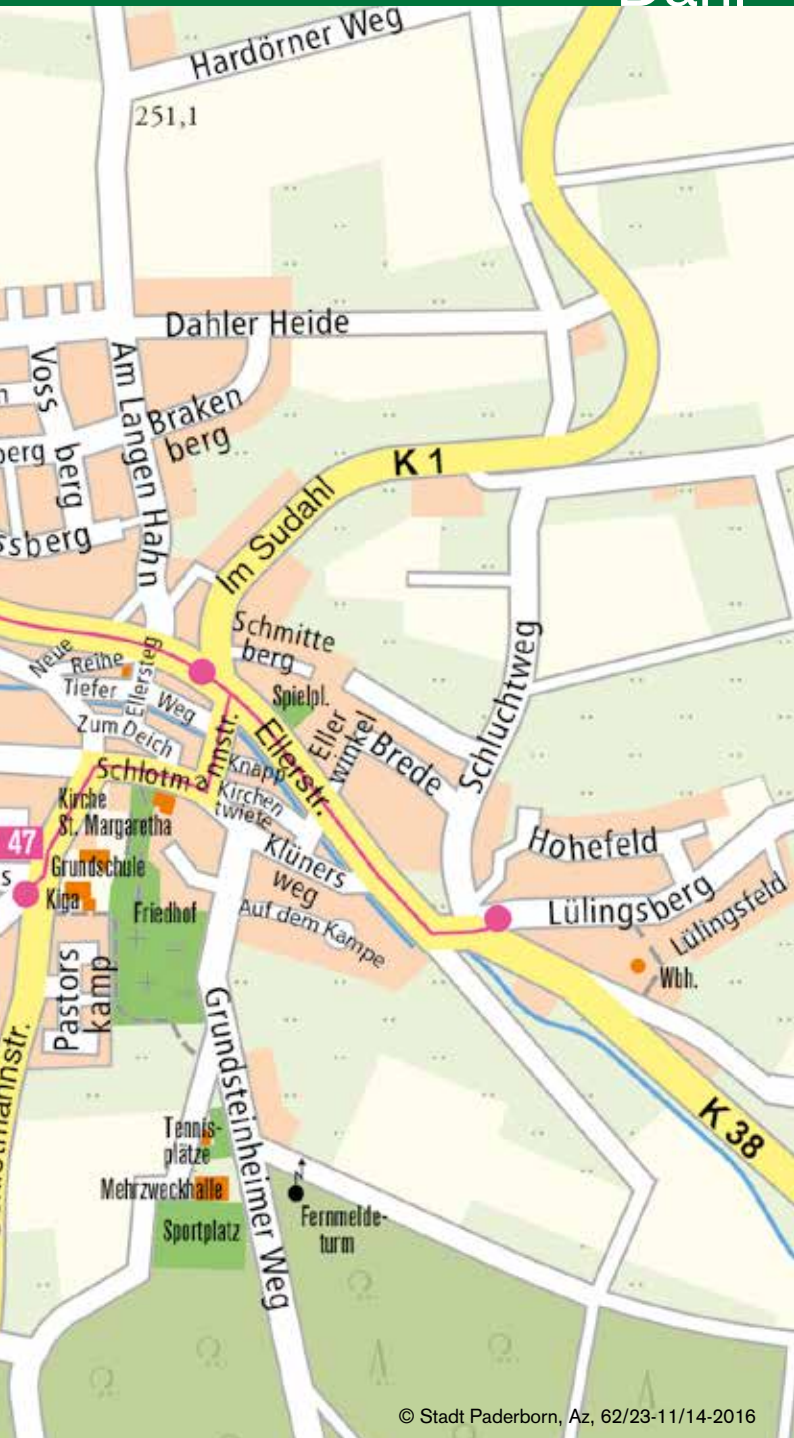 Hardörner Weg
251,1
Dahler Heide
Voss
berg
Am Langen Hahn
Braken
berg
K 1
Im Sudahl
Schmitte
berg
Neue
Reihe
Ellersteg
Tiefer Weg
Spielpl.
Zum Deich
Eller
winkel
Schluchtweg
Ellerstr.
Brede
Schlotmannstr.
Knapp
Kirchen
twiete
Kirche
St. Margaretha
47
Grundschule
Klüners
weg
Hohefeld
Kiga
Friedhof
Auf dem Kampe
Lülingsberg
Lülingsfeld
Wbh.
Pastors
kamp
Grundsteinheimer Weg
K 38
Tennis-
plätze
Mehrzweckhalle
Sportplatz
Fernmelde-
turm
© Stadt Paderborn, Az, 62/23-11/14-2016